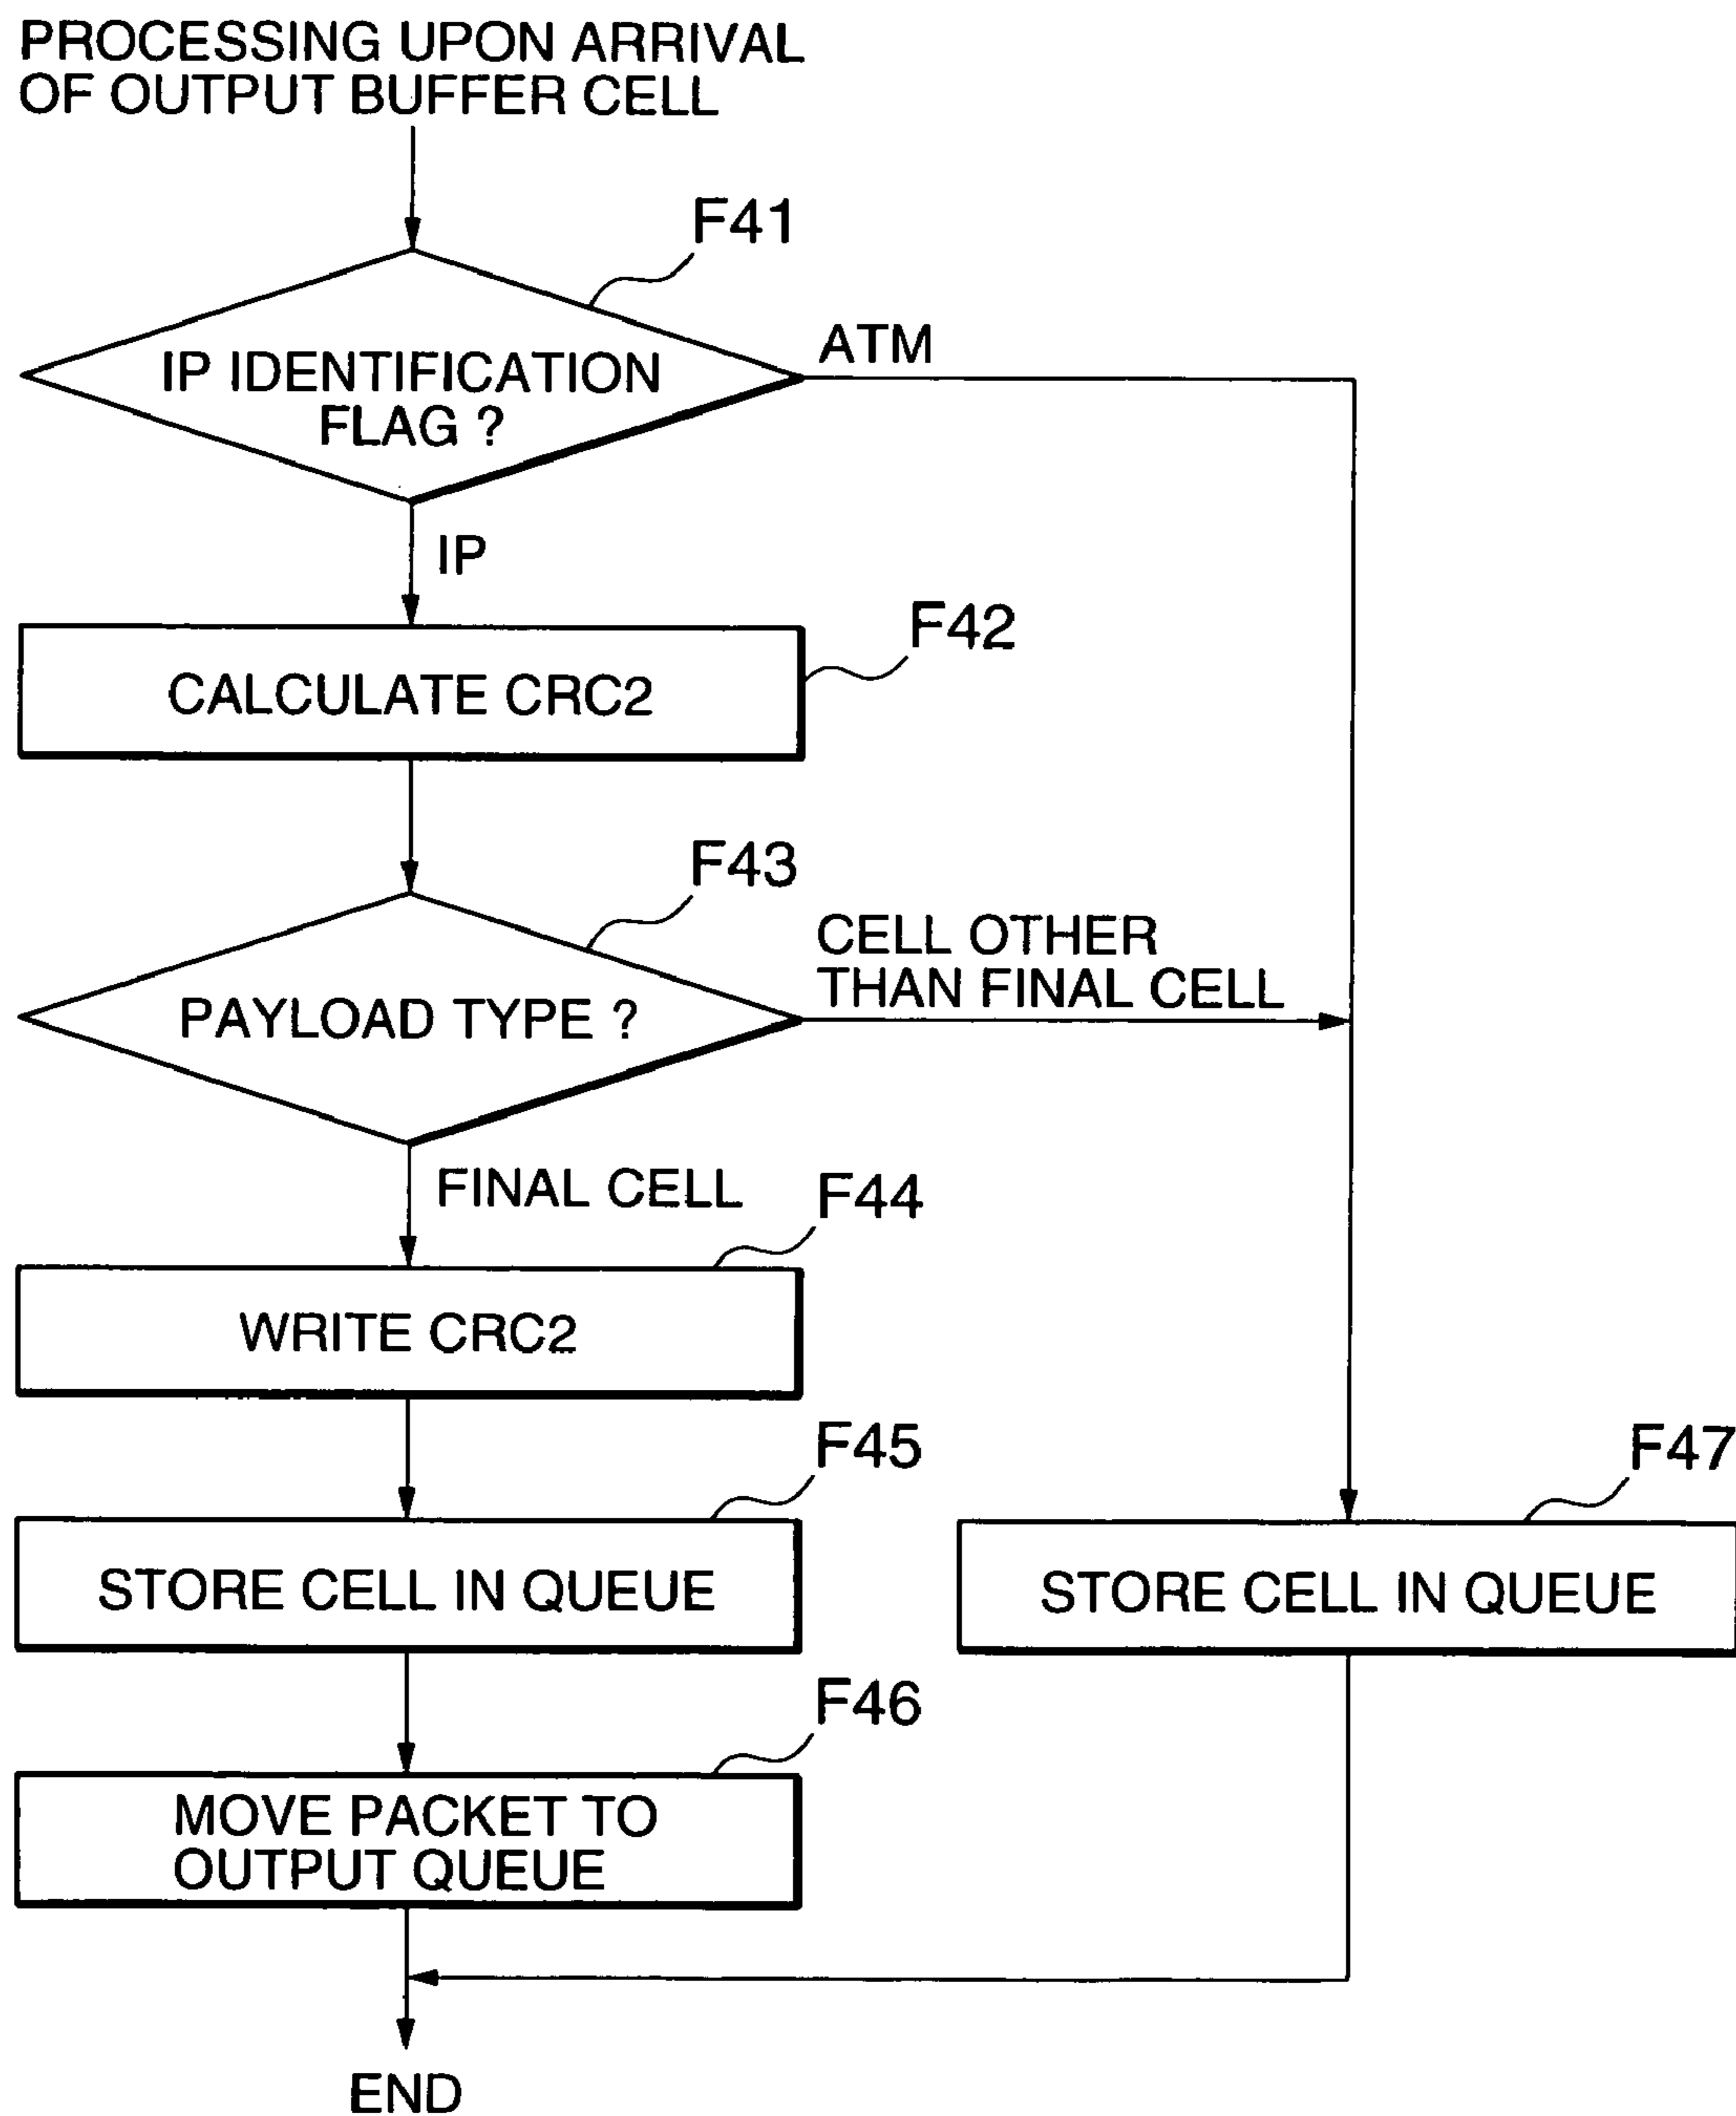 PROCESSING UPON ARRIVAL
OF OUTPUT BUFFER CELL
F41
IP IDENTIFICATION
FLAG ?
ATM
IP
F42
CALCULATE CRC2
F43
PAYLOAD TYPE ?
CELL OTHER
THAN FINAL CELL
FINAL CELL
F44
WRITE CRC2
F45
STORE CELL IN QUEUE
F47
STORE CELL IN QUEUE
F46
MOVE PACKET TO
OUTPUT QUEUE
END